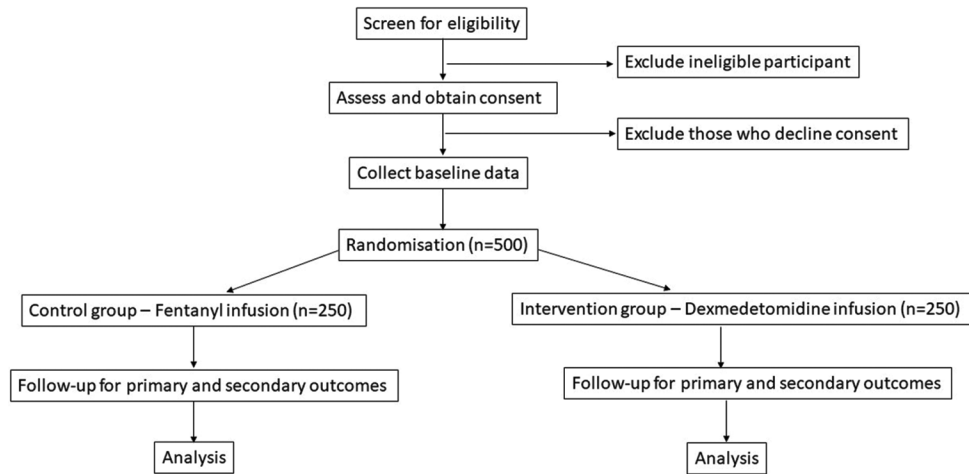 Screen for eligibility
Exclude ineligible participant
Assess and obtain consent
Exclude those who decline consent
Collect baseline data
Randomisation (n=500)
Control group – Fentanyl infusion (n=250)
Intervention group – Dexmedetomidine infusion (n=250)
Follow-up for primary and secondary outcomes
Follow-up for primary and secondary outcomes
Analysis
Analysis